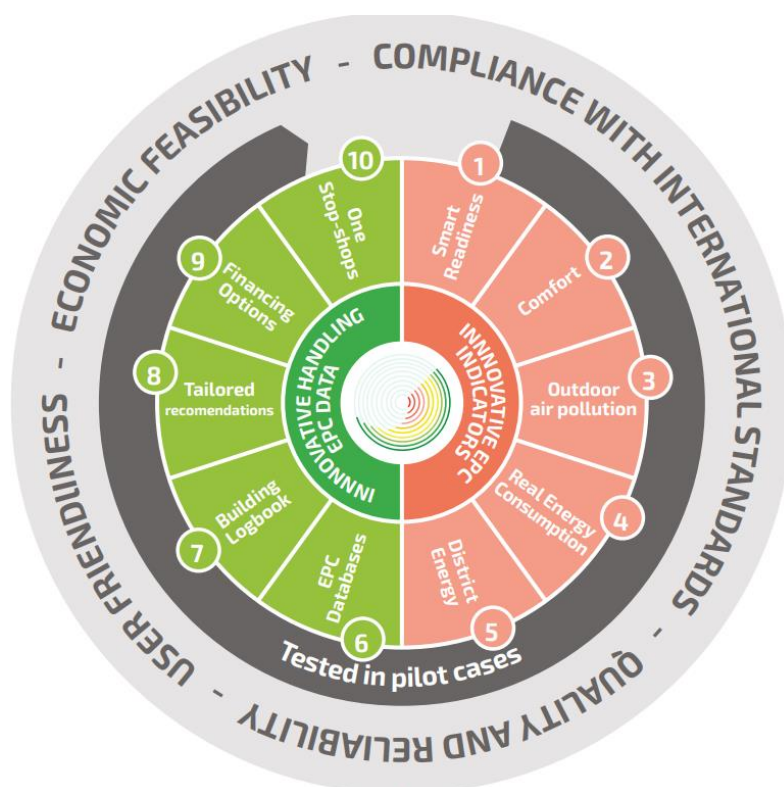 ECONOMIC FEASIBILITY - COMPLIANCE WITH INTERNATIONAL STANDARDS - QUALITY AND RELIABILITY - USER FRIENDLINESS -
1
Smart
Readiness
2
Comfort
3
Outdoor
air pollution
4
Real Energy
Consumption
5
District
Energy
6
EPC
Databases
7
Building
Logbook
8
Tailored
recomendations
9
Financing
Options
10
One
Stop-shops
INNNOVATIVE HANDLING
EPC DATA
INNNOVATIVE EPC
INDICATORS
Tested in pilot cases